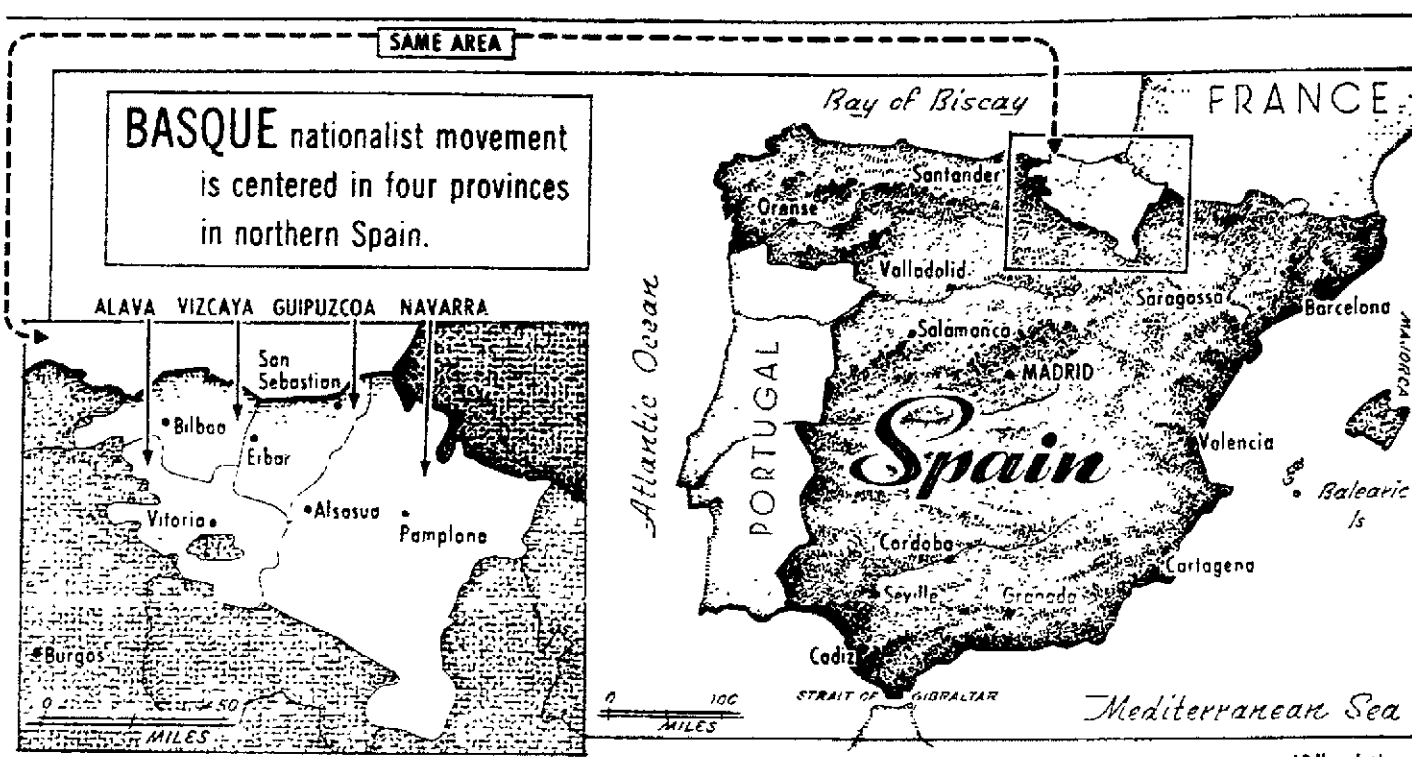 SAME AREA
BASQUE nationalist movement
is centered in four provinces
in northern Spain.
ALAVA VIZCAYA GUIPUZCOA NAVARRA
San
Sebastian
Bilbao
Eibar
Vitoria
Alsasua
Pamplona
Burgos
0 50
MILES
Bay of Biscay
FRANCE
Santander
Orense
Valladolid
Saragossa
Barcelona
Salamanca
MADRID
MAJORCA
Atlantic Ocean
PORTUGAL
Spain
Valencia
Balearic
Is
Cordoba
Cartagena
Seville
Granada
Cadiz
0 100
MILES
STRAIT OF GIBRALTAR
Mediterranean Sea